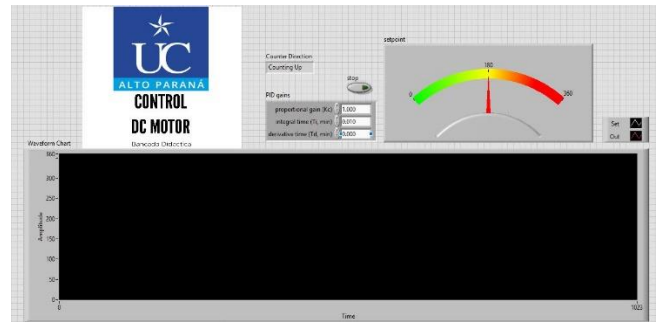 UC
ALTO PARANÁ
CONTROL
DC MOTOR
Bancada Didactica
Counter Direction
Counting Up
stop
PID gains
proportional gain (Kc) 1.000
integral time (Ti, min) 0.010
derivative time (Td, min) 0.000
setpoint
0
180
360
Set
Out
Waveform Chart
360-
300-
250-
200-
150-
100-
50-
0-
Amplitude
0
1023
Time